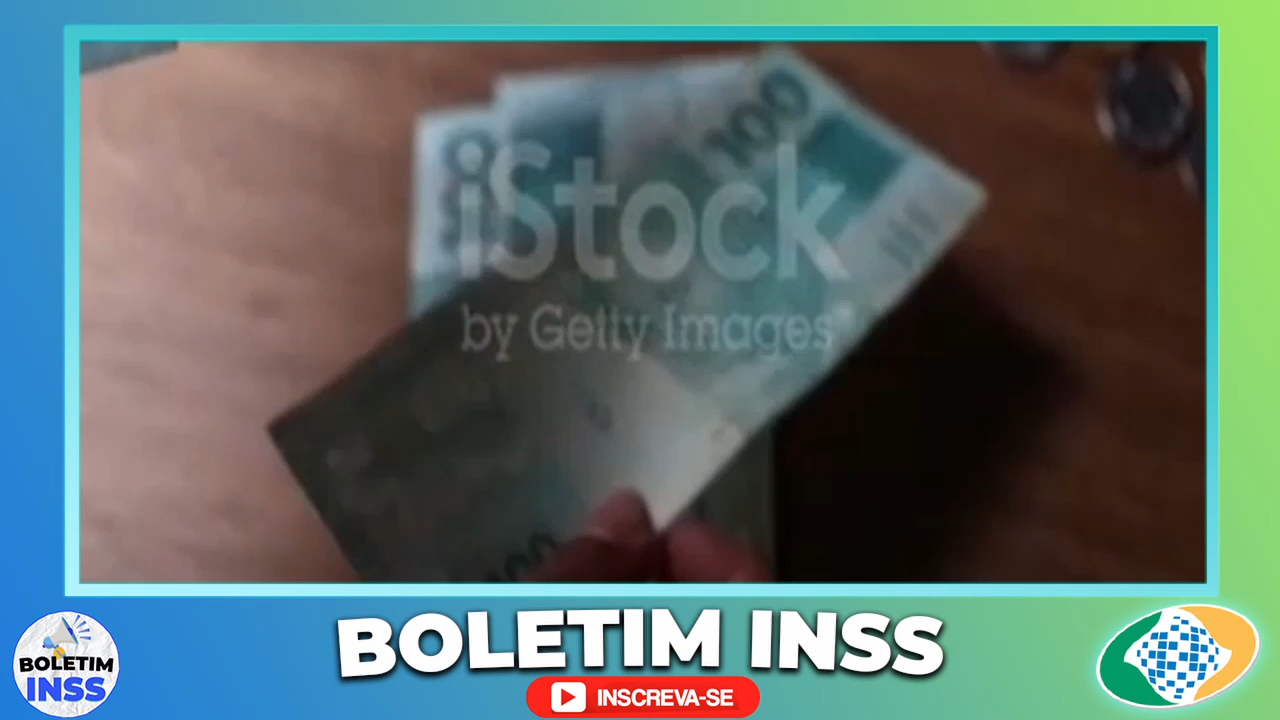 100
iStock
by Getty Images
100
BOLETIM INSS
INSCREVA-SE
BOLETIM
INSS